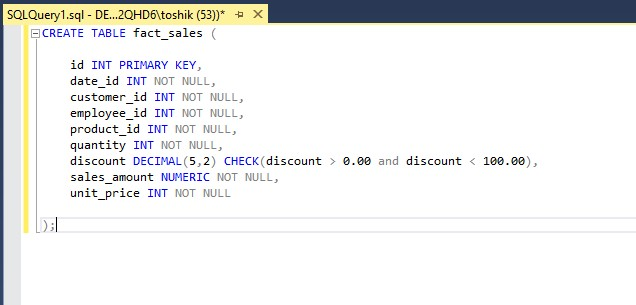 SQLQuery1.sql - DE...2QHD6\toshik (53))*
CREATE TABLE fact_sales (
id INT PRIMARY KEY,
date_id INT NOT NULL,
customer_id INT NOT NULL,
employee_id INT NOT NULL,
product_id INT NOT NULL,
quantity INT NOT NULL,
discount DECIMAL(5,2) CHECK(discount > 0.00 and discount < 100.00),
sales_amount NUMERIC NOT NULL,
unit_price INT NOT NULL
);